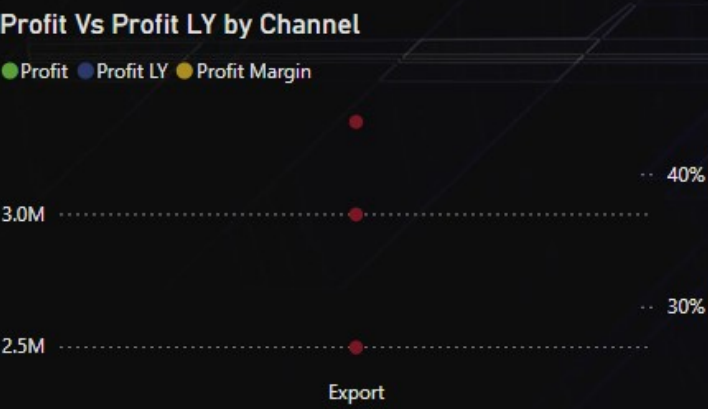 Profit Vs Profit LY by Channel
Profit Profit LY Profit Margin
40%
3.0M
30%
2.5M
Export